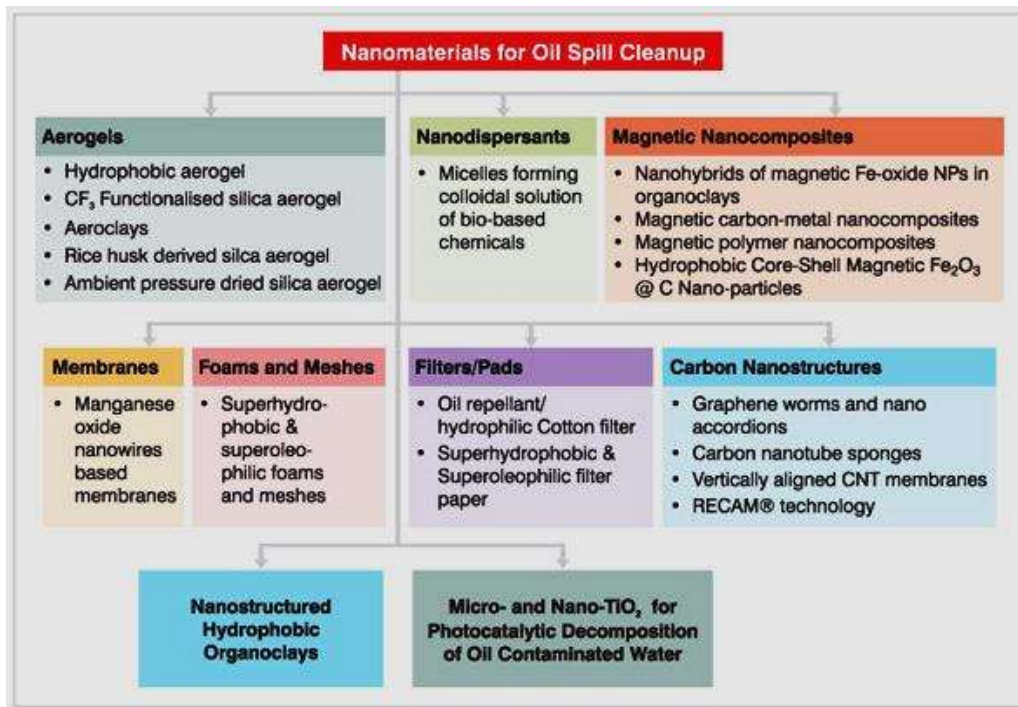 Nanomaterials for Oil Spill Cleanup
Aerogels
• Hydrophobic aerogel
• CF₃ Functionalised silica aerogel
• Aeroclays
• Rice husk derived silca aerogel
• Ambient pressure dried silica aerogel
Nanodispersants
• Micelles forming
colloidal solution
of bio-based
chemicals
Magnetic Nanocomposites
• Nanohybrids of magnetic Fe-oxide NPs in
organoclays
• Magnetic carbon-metal nanocomposites
• Magnetic polymer nanocomposites
• Hydrophobic Core-Shell Magnetic Fe₂O₃
@ C Nano-particles
Membranes
• Manganese
oxide
nanowires
based
membranes
Foams and Meshes
• Superhydro-
phobic &
superoleo-
philic foams
and meshes
Filters/Pads
• Oil repellant/
hydrophilic Cotton filter
• Superhydrophobic &
Superoleophilic filter
paper
Carbon Nanostructures
• Graphene worms and nano
accordions
• Carbon nanotube sponges
• Vertically aligned CNT membranes
• RECAM® technology
Nanostructured
Hydrophobic
Organoclays
Micro- and Nano-TiO₂ for
Photocatalytic Decomposition
of Oil Contaminated Water